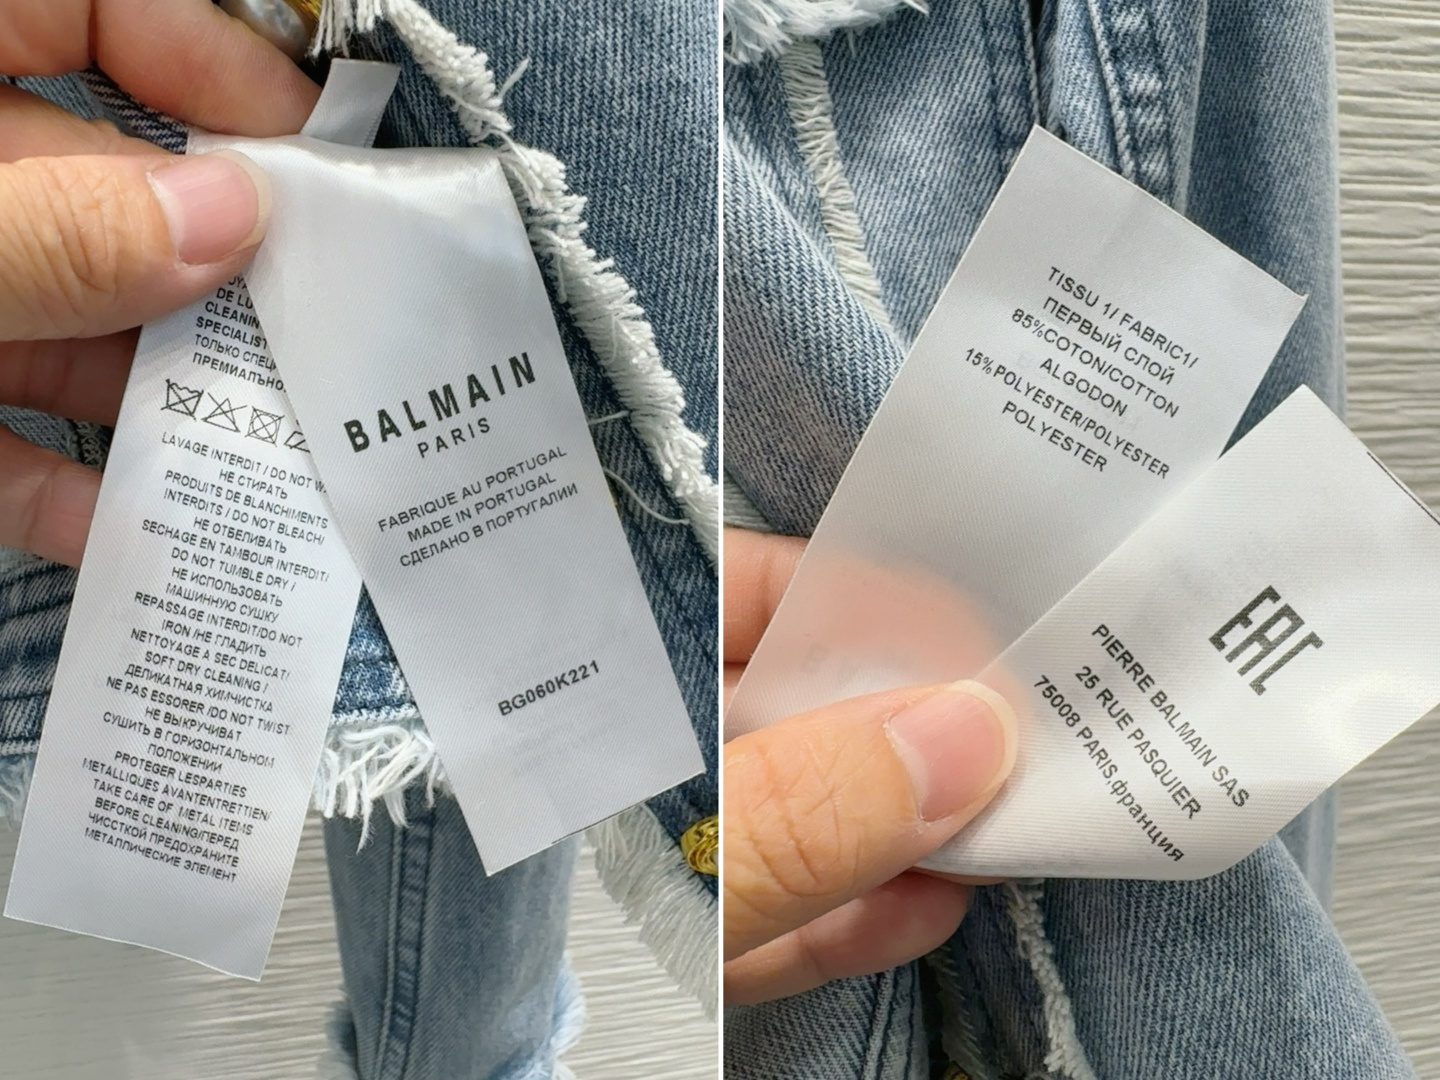 DE LU
CLEANIN
SPECIALIST
ТОЛЬКО СПЕЦ
ПРЕМИАЛЬНО
LAVAGE INTERDIT / DO NOT W
НЕ СТИРАТЬ
PRODUITS DE BLANCHIMENTS
INTERDITS / DO NOT BLEACH/
НЕ ОТБЕЛИВАТЬ
SECHAGE EN TAMBOUR INTERDIT/
DO NOT TUMBLE DRY /
НЕ ИСПОЛЬЗОВАТЬ
МАШИННУЮ СУШКУ
REPASSAGE INTERDIT/DO NOT
IRON /НЕ ГЛАДИТЬ
NETTOYAGE A SEC DELICAT/
SOFT DRY CLEANING /
ДЕЛИКАТНАЯ ХИМЧИСТКА
NE PAS ESSORER /DO NOT TWIST
НЕ ВЫКРУЧИВАТ
СУШИТЬ В ГОРИЗОНТАЛЬНОМ
ПОЛОЖЕНИИ
PROTEGER LESPARTIES
METALLIQUES AVANTENTRETTIEN/
TAKE CARE OF METAL ITEMS
BEFORE CLEANING/ПЕРЕД
ЧИССТКОЙ ПРЕДОХРАНИТЕ
МЕТАЛЛИЧЕСКИЕ ЭЛЕМЕНТ
BALMAIN
PARIS
FABRIQUE AU PORTUGAL
MADE IN PORTUGAL
СДЕЛАНО В ПОРТУГАЛИИ
BG060K221
TISSU 1/ FABRIC1/
ПЕРВЫЙ СЛОЙ
85%COTON/COTTON
ALGODON
15%POLYESTER/POLYESTER
POLYESTER
EAC
PIERRE BALMAIN SAS
25 RUE PASQUIER
75008 PARIS,франция